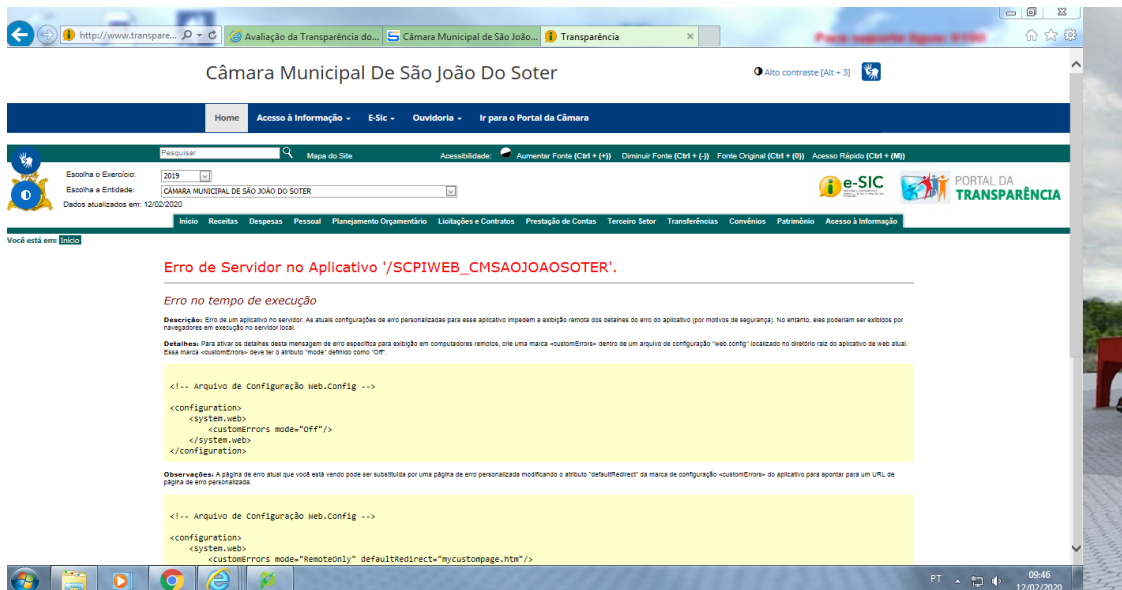 http://www.transpare...
Avaliação da Transparência do...
Câmara Municipal de São João...
Transparência
Para suporte ligue: 8160
Câmara Municipal De São João Do Soter
Alto contraste [Alt + 3]
Home
Acesso à Informação
E-Sic
Ouvidoria
Ir para o Portal da Câmara
Pesquisar
Mapa do Site
Acessibilidade:
Aumentar Fonte (Ctrl + (+))
Diminuir Fonte (Ctrl + (-))
Fonte Original (Ctrl + (0))
Acesso Rápido (Ctrl + (M))
Escolha o Exercício:
2019
Escolha a Entidade:
CÂMARA MUNICIPAL DE SÃO JOÃO DO SOTER
Dados atualizados em: 12/02/2020
e-SIC
PORTAL DA
TRANSPARÊNCIA
Início Receitas Despesas Pessoal Planejamento Orçamentário Licitações e Contratos Prestação de Contas Terceiro Setor Transferências Convênios Patrimônio Acesso à Informação
Você está em: Início
Erro de Servidor no Aplicativo '/SCPIWEB_CMSAOJOAOSOTER'.
Erro no tempo de execução
Descrição: Erro de um aplicativo no servidor. As atuais configurações de erro personalizadas para esse aplicativo impedem a exibição remota dos detalhes do erro do aplicativo (por motivos de segurança). No entanto, eles poderiam ser exibidos por
navegadores em execução no servidor local.
Detalhes: Para ativar os detalhes desta mensagem de erro específica para exibição em computadores remotos, crie uma marca <customErrors> dentro de um arquivo de configuração "web.config" localizado no diretório raiz do aplicativo de web atual.
Essa marca <customErrors> deve ter o atributo "mode" definido como "Off".
<!-- Arquivo de Configuração Web.Config -->
<configuration>
<system.web>
<customErrors mode="Off"/>
</system.web>
</configuration>
Observações: A página de erro atual que você está vendo pode ser substituída por uma página de erro personalizada modificando o atributo "defaultRedirect" da marca de configuração <customErrors> do aplicativo para apontar para um URL de
página de erro personalizada.
<!-- Arquivo de Configuração Web.Config -->
<configuration>
<system.web>
<customErrors mode="RemoteOnly" defaultRedirect="mycustompage.htm"/>
PT
09:46
12/02/2020